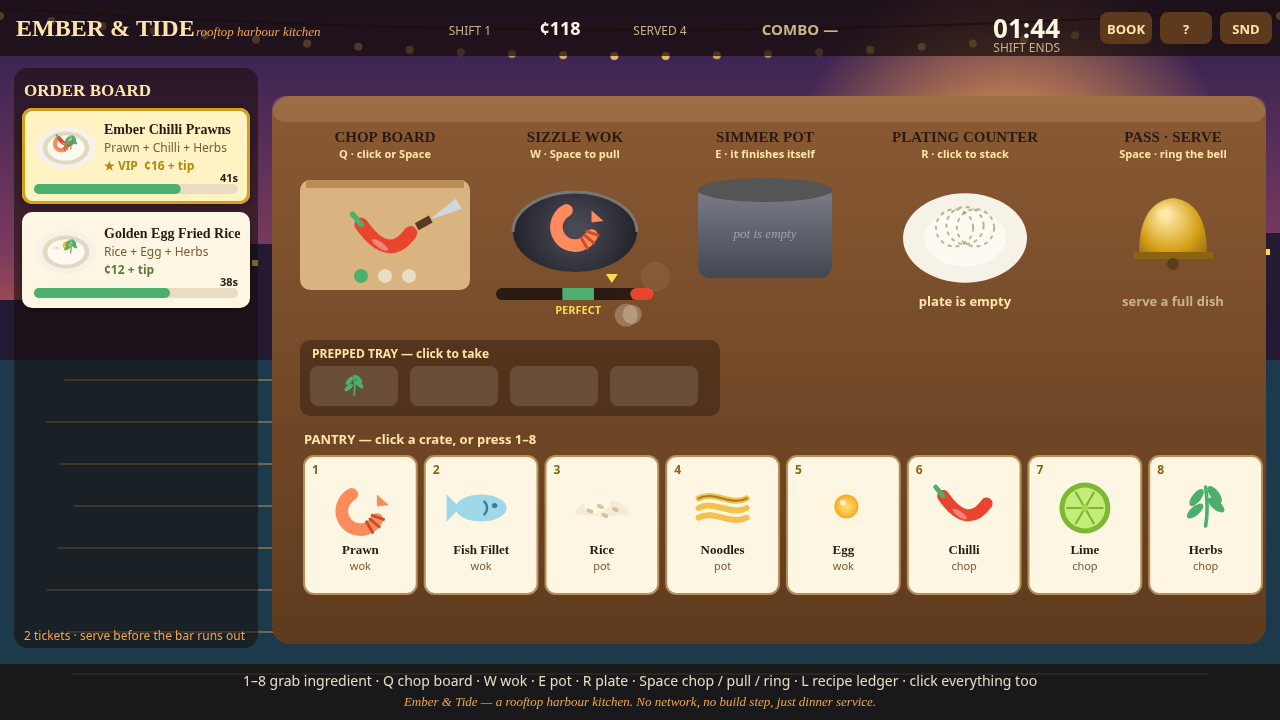 EMBER & TIDE rooftop harbour kitchen
SHIFT 1
¢118
SERVED 4
COMBO —
01:44
SHIFT ENDS
BOOK
?
SND
ORDER BOARD
Ember Chilli Prawns
Prawn + Chilli + Herbs
★ VIP ¢16 + tip
41s
Golden Egg Fried Rice
Rice + Egg + Herbs
¢12 + tip
38s
2 tickets · serve before the bar runs out
CHOP BOARD
Q · click or Space
SIZZLE WOK
W · Space to pull
PERFECT
SIMMER POT
E · it finishes itself
pot is empty
PLATING COUNTER
R · click to stack
plate is empty
PASS · SERVE
Space · ring the bell
serve a full dish
PREPPED TRAY — click to take
PANTRY — click a crate, or press 1–8
1
Prawn
wok
2
Fish Fillet
wok
3
Rice
pot
4
Noodles
pot
5
Egg
wok
6
Chilli
chop
7
Lime
chop
8
Herbs
chop
1–8 grab ingredient · Q chop board · W wok · E pot · R plate · Space chop / pull / ring · L recipe ledger · click everything too
Ember & Tide — a rooftop harbour kitchen. No network, no build step, just dinner service.